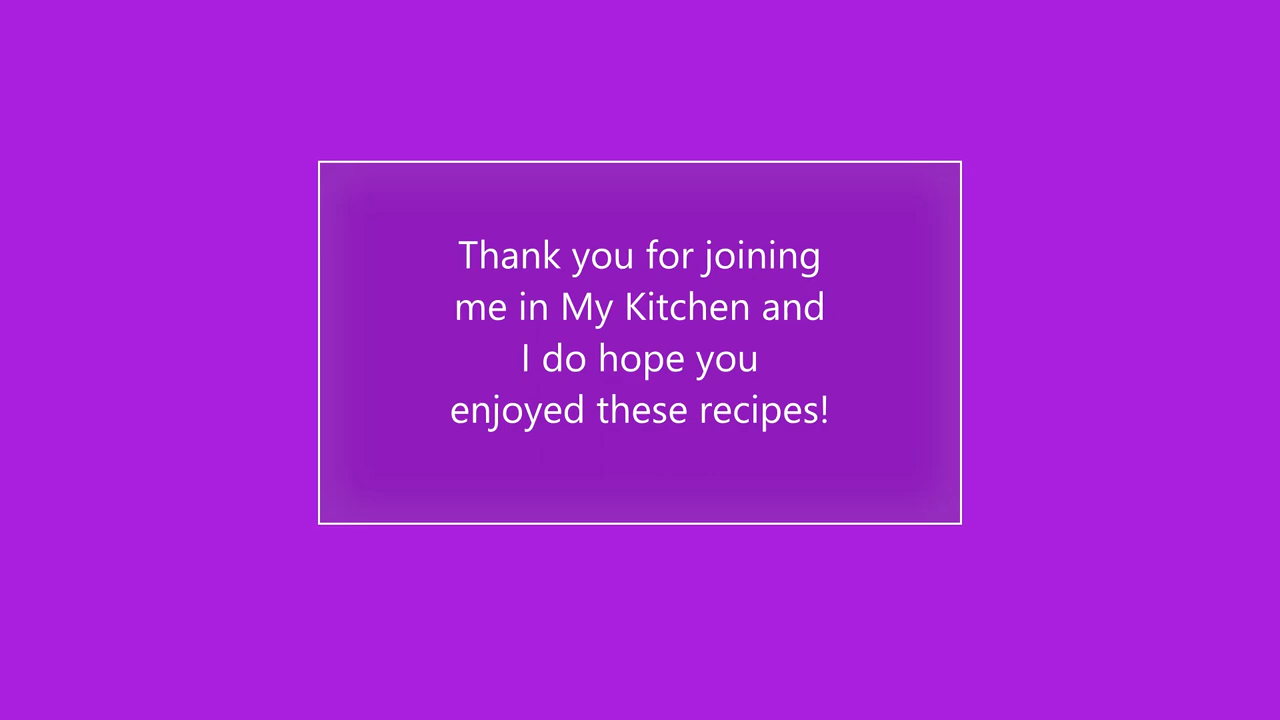 Thank you for joining
me in My Kitchen and
I do hope you
enjoyed these recipes!